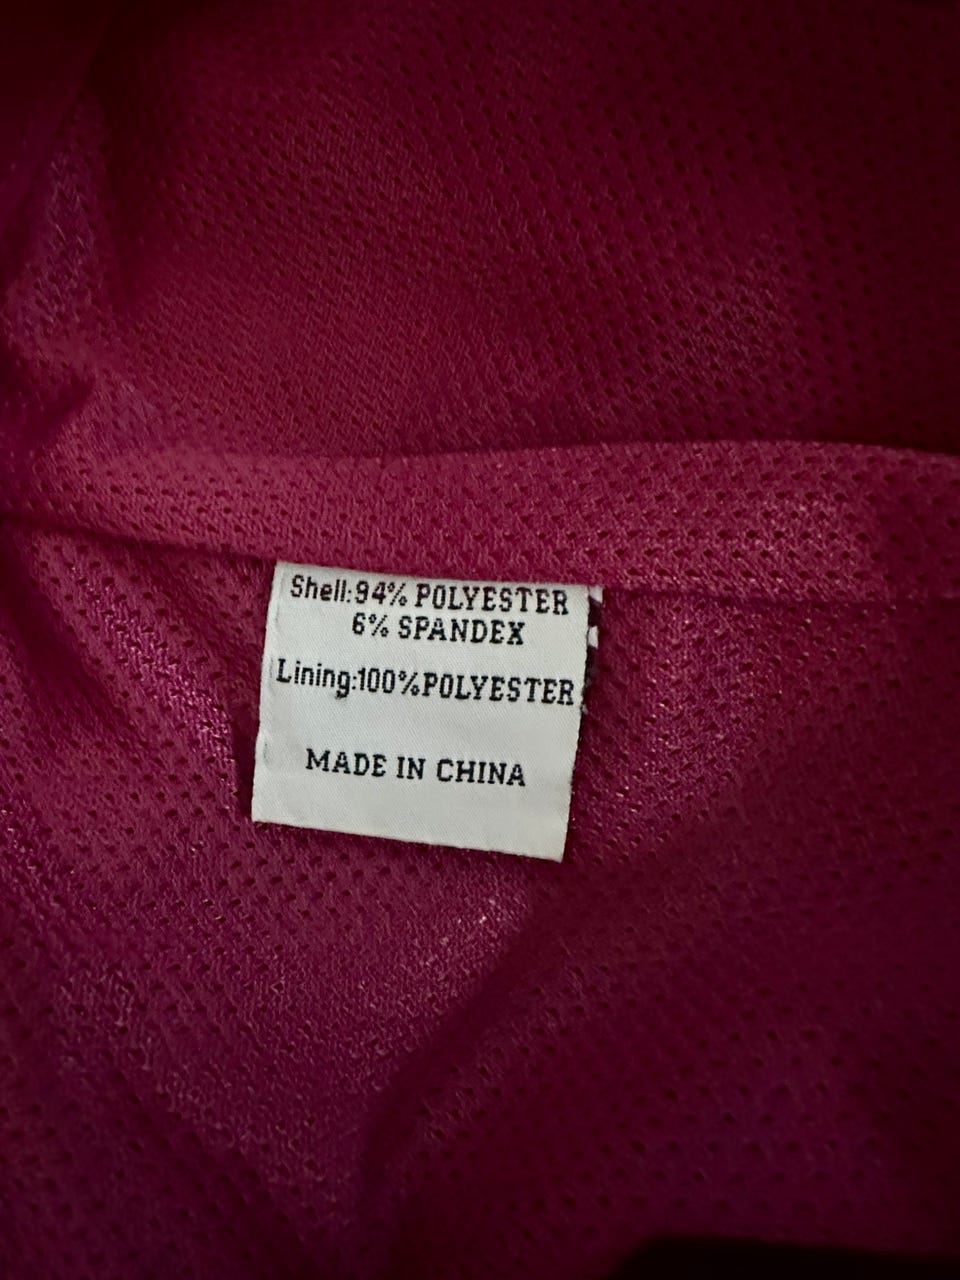 Shell:94% POLYESTER
6% SPANDEX
Lining:100%POLYESTER
MADE IN CHINA